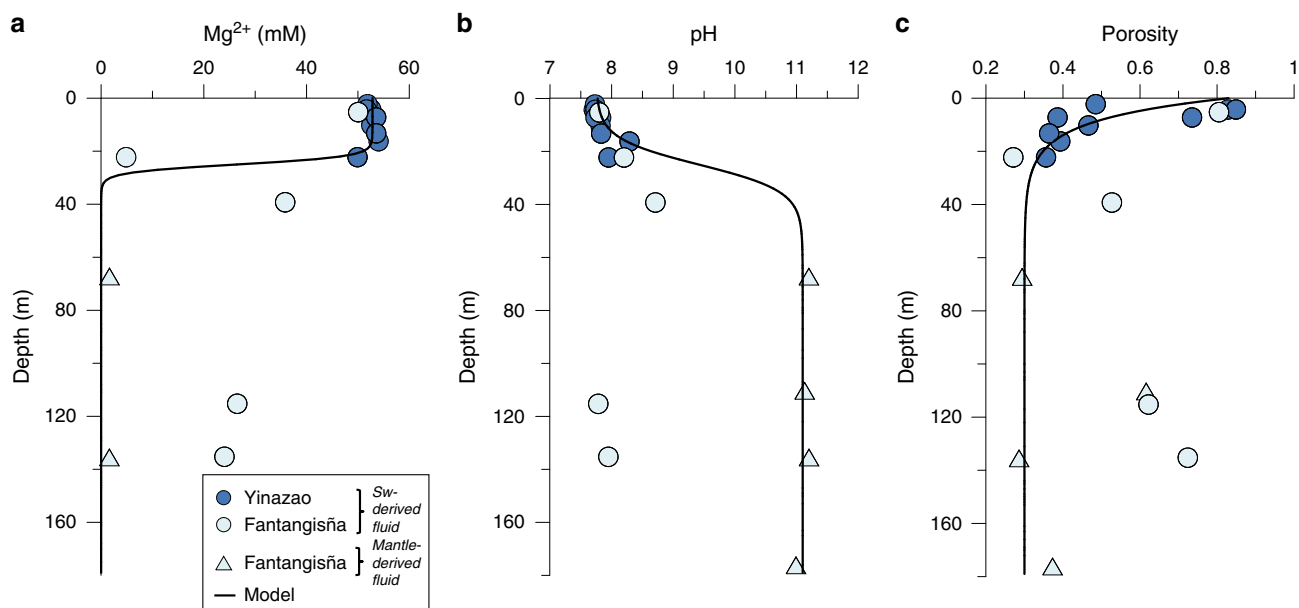 a
Mg2+ (mM)
0 20 40 60
0
40
80
120
160
Depth (m)
Yinazao
Fantangisña
Sw-
derived
fluid
Fantangisña
Mantle-
derived
fluid
Model
b
pH
7 8 9 10 11 12
0
40
80
120
160
Depth (m)
c
Porosity
0.2 0.4 0.6 0.8 1
0
40
80
120
160
Depth (m)